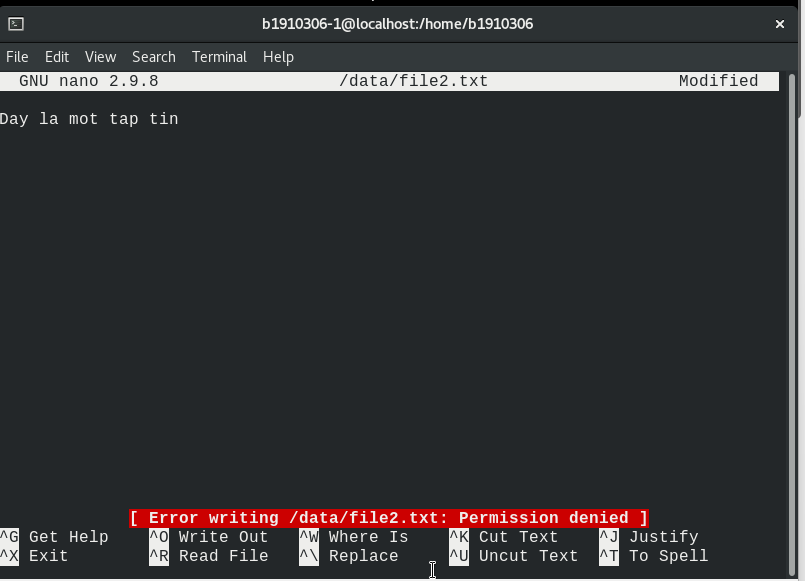 b1910306-1@localhost:/home/b1910306
File Edit View Search Terminal Help
GNU nano 2.9.8 /data/file2.txt Modified
Day la mot tap tin
[ Error writing /data/file2.txt: Permission denied ]
^G Get Help ^O Write Out ^W Where Is ^K Cut Text ^J Justify
^X Exit ^R Read File ^\ Replace ^U Uncut Text ^T To Spell